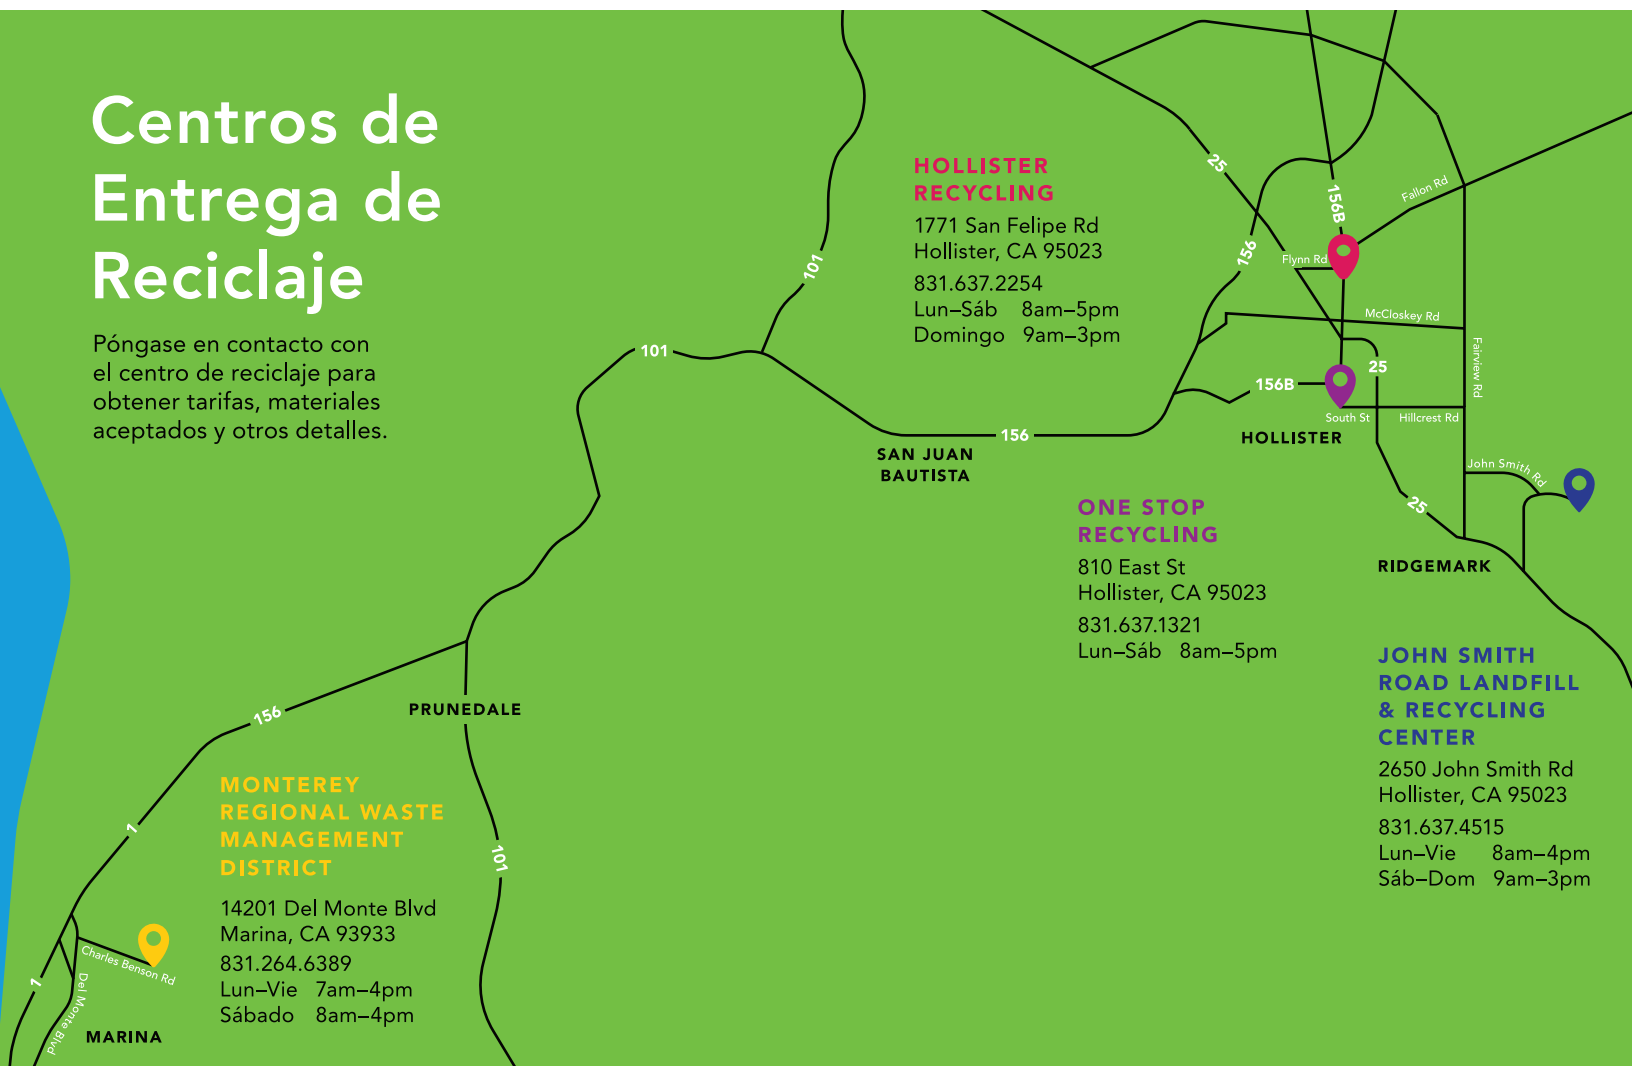 Centros de
Entrega de
Reciclaje
Póngase en contacto con
el centro de reciclaje para
obtener tarifas, materiales
aceptados y otros detalles.
HOLLISTER
RECYCLING
1771 San Felipe Rd
Hollister, CA 95023
831.637.2254
Lun–Sáb 8am–5pm
Domingo 9am–3pm
25
156B
Fallon Rd
156
Flynn Rd
McCloskey Rd
Fairview Rd
25
156B
South St
Hillcrest Rd
HOLLISTER
John Smith Rd
25
RIDGEMARK
101
101
156
SAN JUAN
BAUTISTA
ONE STOP
RECYCLING
810 East St
Hollister, CA 95023
831.637.1321
Lun–Sáb 8am–5pm
JOHN SMITH
ROAD LANDFILL
& RECYCLING
CENTER
2650 John Smith Rd
Hollister, CA 95023
831.637.4515
Lun–Vie 8am–4pm
Sáb–Dom 9am–3pm
PRUNEDALE
156
101
1
MONTEREY
REGIONAL WASTE
MANAGEMENT
DISTRICT
14201 Del Monte Blvd
Marina, CA 93933
831.264.6389
Lun–Vie 7am–4pm
Sábado 8am–4pm
Charles Benson Rd
1
Del Monte Blvd
MARINA